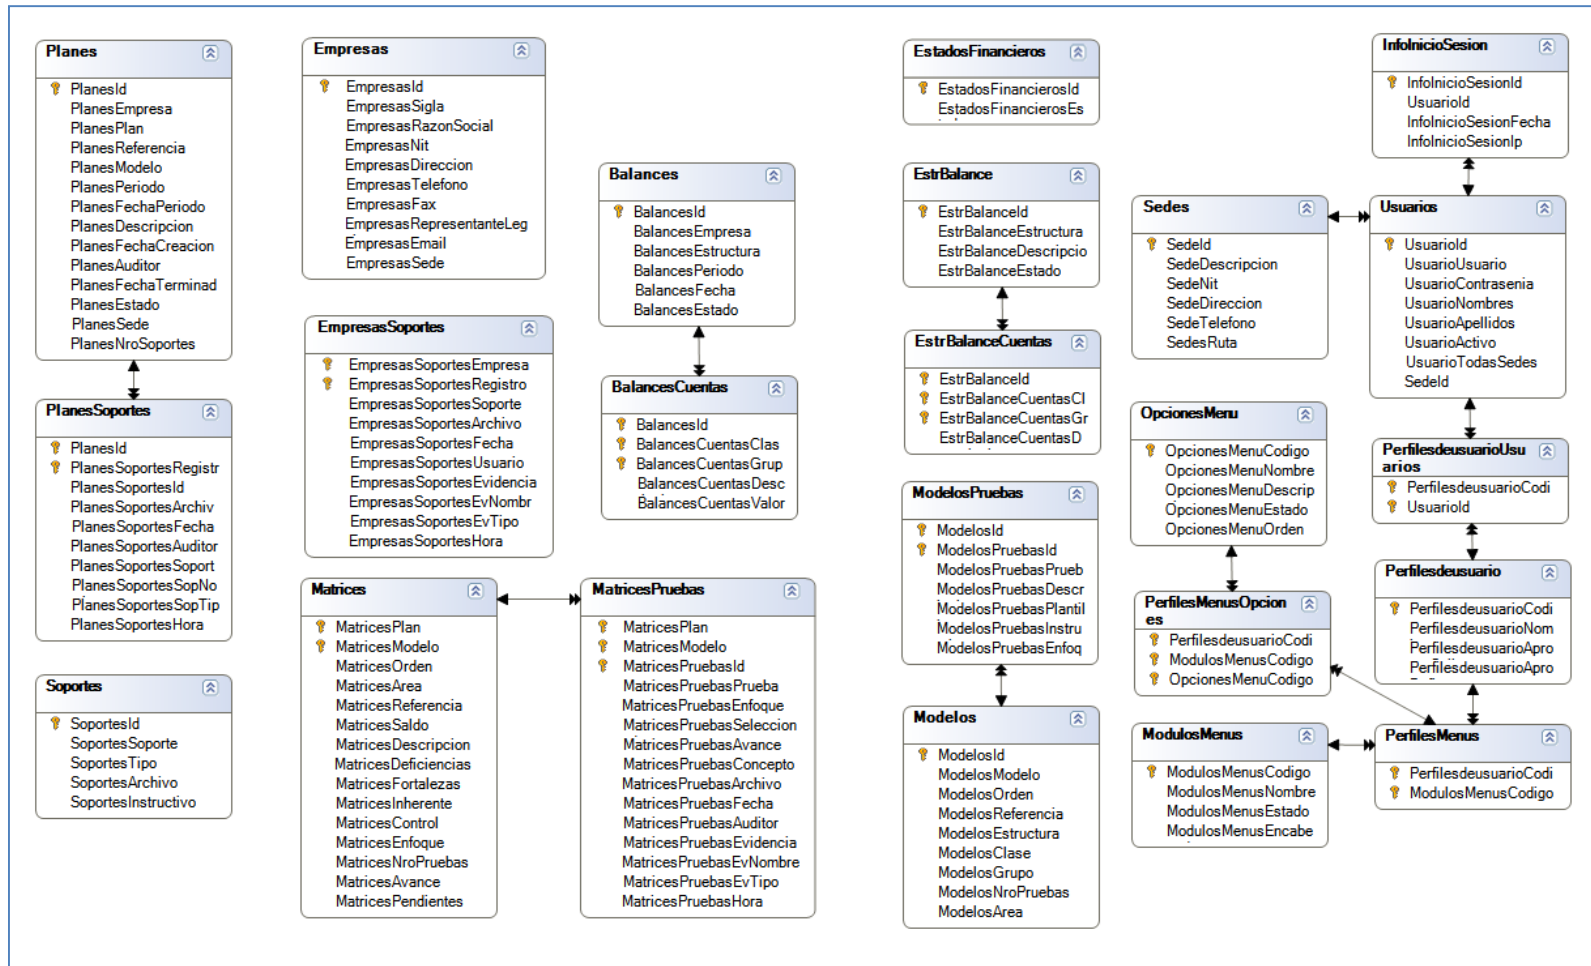 Planes
PlanesId
PlanesEmpresa
PlanesPlan
PlanesReferencia
PlanesModelo
PlanesPeriodo
PlanesFechaPeriodo
PlanesDescripcion
PlanesFechaCreacion
PlanesAuditor
PlanesFechaTerminad
PlanesEstado
PlanesSede
PlanesNroSoportes
PlanesSoportes
PlanesId
PlanesSoportesRegistr
PlanesSoportesId
PlanesSoportesArchiv
PlanesSoportesFecha
PlanesSoportesAuditor
PlanesSoportesSoport
PlanesSoportesSopNo
PlanesSoportesSopTip
PlanesSoportesHora
Soportes
SoportesId
SoportesSoporte
SoportesTipo
SoportesArchivo
SoportesInstructivo
Empresas
EmpresasId
EmpresasSigla
EmpresasRazonSocial
EmpresasNit
EmpresasDireccion
EmpresasTelefono
EmpresasFax
EmpresasRepresentanteLeg
EmpresasEmail
EmpresasSede
EmpresasSoportes
EmpresasSoportesEmpresa
EmpresasSoportesRegistro
EmpresasSoportesSoporte
EmpresasSoportesArchivo
EmpresasSoportesFecha
EmpresasSoportesUsuario
EmpresasSoportesEvidencia
EmpresasSoportesEvNombr
EmpresasSoportesEvTipo
EmpresasSoportesHora
Matrices
MatricesPlan
MatricesModelo
MatricesOrden
MatricesArea
MatricesReferencia
MatricesSaldo
MatricesDescripcion
MatricesDeficiencias
MatricesFortalezas
MatricesInherente
MatricesControl
MatricesEnfoque
MatricesNroPruebas
MatricesAvance
MatricesPendientes
Balances
BalancesId
BalancesEmpresa
BalancesEstructura
BalancesPeriodo
BalancesFecha
BalancesEstado
BalancesCuentas
BalancesId
BalancesCuentasClas
BalancesCuentasGrup
BalancesCuentasDesc
BalancesCuentasValor
MatricesPruebas
MatricesPlan
MatricesModelo
MatricesPruebasId
MatricesPruebasPrueba
MatricesPruebasEnfoque
MatricesPruebasSeleccion
MatricesPruebasAvance
MatricesPruebasConcepto
MatricesPruebasArchivo
MatricesPruebasFecha
MatricesPruebasAuditor
MatricesPruebasEvidencia
MatricesPruebasEvNombre
MatricesPruebasEvTipo
MatricesPruebasHora
EstadosFinancieros
EstadosFinancierosId
EstadosFinancierosEs
EstrBalance
EstrBalanceId
EstrBalanceEstructura
EstrBalanceDescripcio
EstrBalanceEstado
EstrBalanceCuentas
EstrBalanceId
EstrBalanceCuentasCl
EstrBalanceCuentasGr
EstrBalanceCuentasD
ModelosPruebas
ModelosId
ModelosPruebasId
ModelosPruebasPrueb
ModelosPruebasDescr
ModelosPruebasPlantil
ModelosPruebasInstru
ModelosPruebasEnfoq
Modelos
ModelosId
ModelosModelo
ModelosOrden
ModelosReferencia
ModelosEstructura
ModelosClase
ModelosGrupo
ModelosNroPruebas
ModelosArea
Sedes
SedeId
SedeDescripcion
SedeNit
SedeDireccion
SedeTelefono
SedesRuta
OpcionesMenu
OpcionesMenuCodigo
OpcionesMenuNombre
OpcionesMenuDescrip
OpcionesMenuEstado
OpcionesMenuOrden
PerfilesMenusOpcion
es
PerfilesdeusuarioCodi
ModulosMenusCodigo
OpcionesMenuCodigo
ModulosMenus
ModulosMenusCodigo
ModulosMenusNombre
ModulosMenusEstado
ModulosMenusEncabe
InfoInicioSesion
InfoInicioSesionId
UsuarioId
InfoInicioSesionFecha
InfoInicioSesionIp
Usuarios
UsuarioId
UsuarioUsuario
UsuarioContrasenia
UsuarioNombres
UsuarioApellidos
UsuarioActivo
UsuarioTodasSedes
SedeId
PerfilesdeusuarioUsu
arios
PerfilesdeusuarioCodi
UsuarioId
Perfilesdeusuario
PerfilesdeusuarioCodi
PerfilesdeusuarioNom
PerfilesdeusuarioApro
PerfilesdeusuarioApro
PerfilesMenus
PerfilesdeusuarioCodi
ModulosMenusCodigo